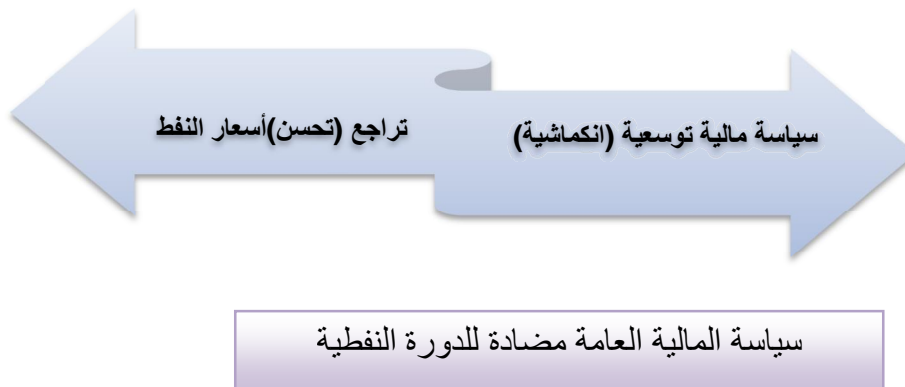 سياسة مالية توسعية (انكماشية)
تراجع (تحسن)أسعار النفط
سياسة المالية العامة مضادة للدورة النفطية